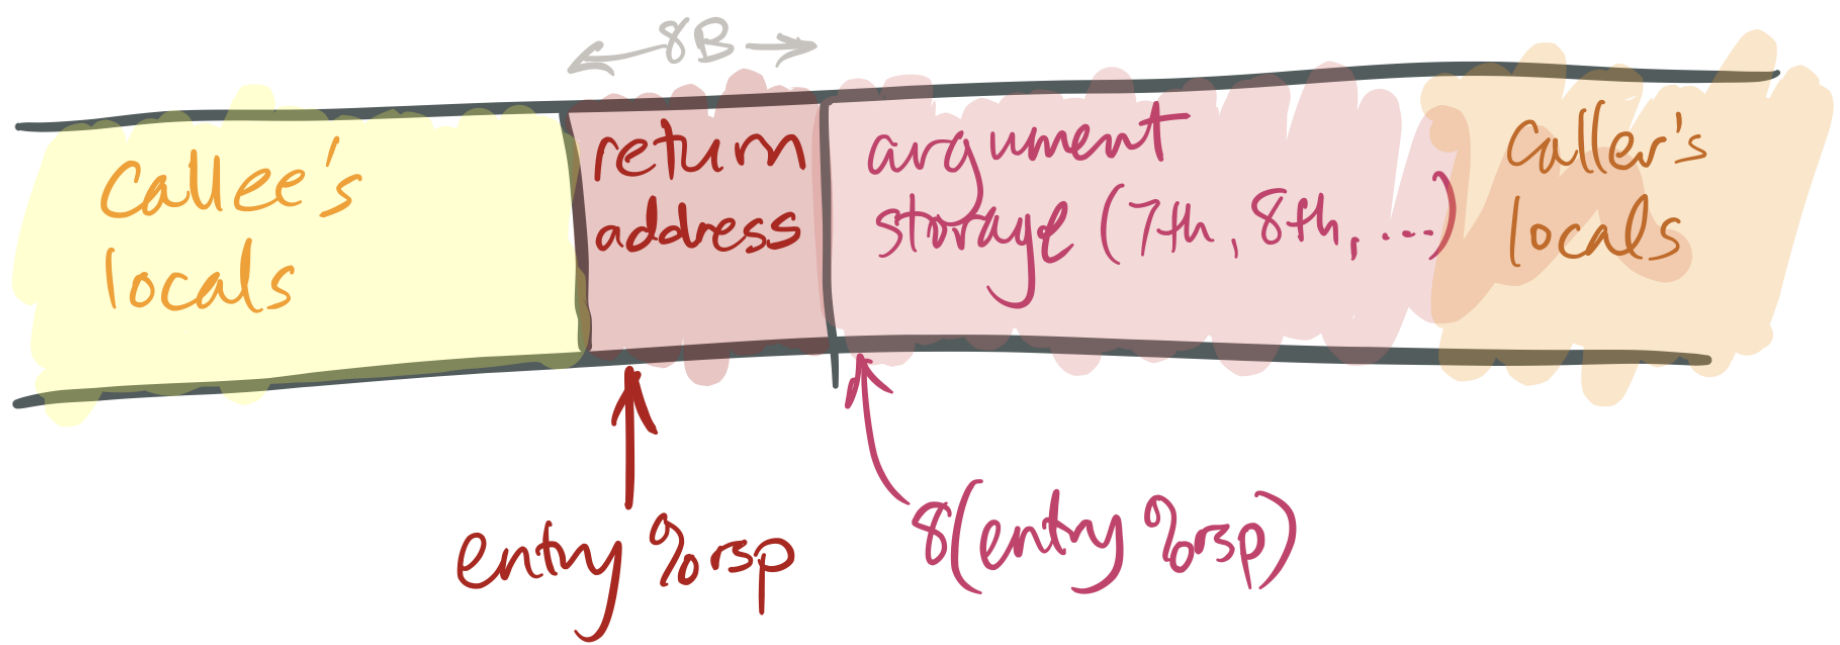 8B
Callee's
locals
return
address
argument
storage (7th, 8th, ...)
Caller's
locals
entry %rsp
8(entry %rsp)